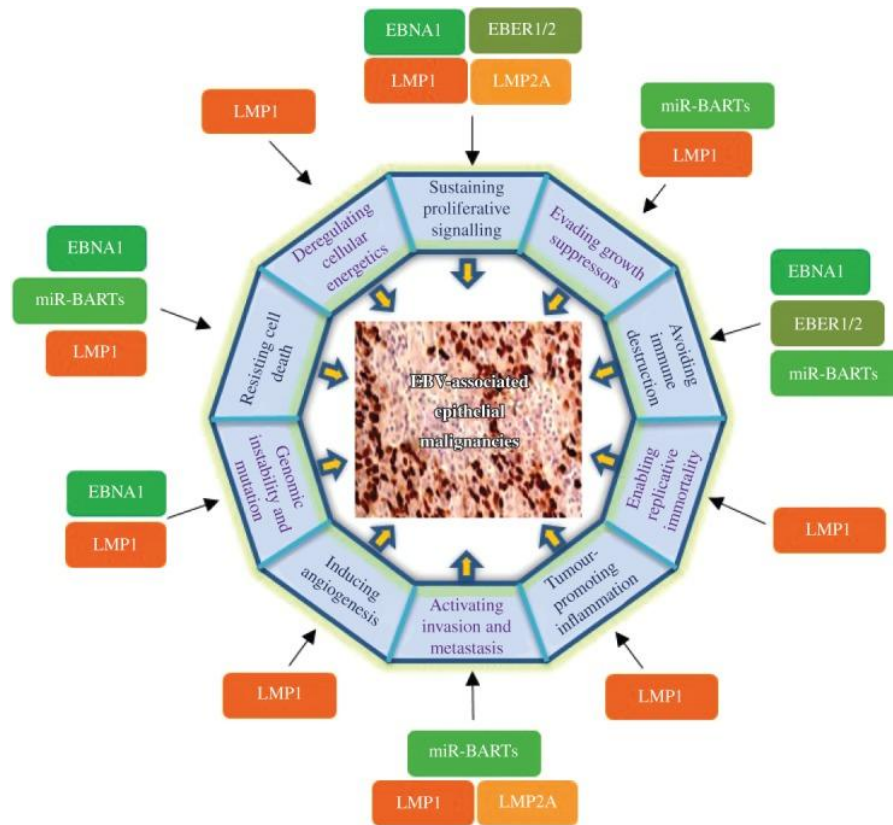 EBNA1
EBER1/2
LMP1
LMP2A
LMP1
miR-BARTs
LMP1
Sustaining
proliferative
signalling
Deregulating
cellular
energetics
Evading growth
suppressors
EBNA1
miR-BARTs
LMP1
EBNA1
EBER1/2
miR-BARTs
Resisting cell
death
Avoiding
immune
destruction
EBV-associated
epithelial
malignancies
Genomic
instability and
mutation
Enabling
replicative
immortality
EBNA1
LMP1
LMP1
Inducing
angiogenesis
Activating
invasion and
metastasis
Tumour-
promoting
inflammation
LMP1
LMP1
miR-BARTs
LMP1
LMP2A